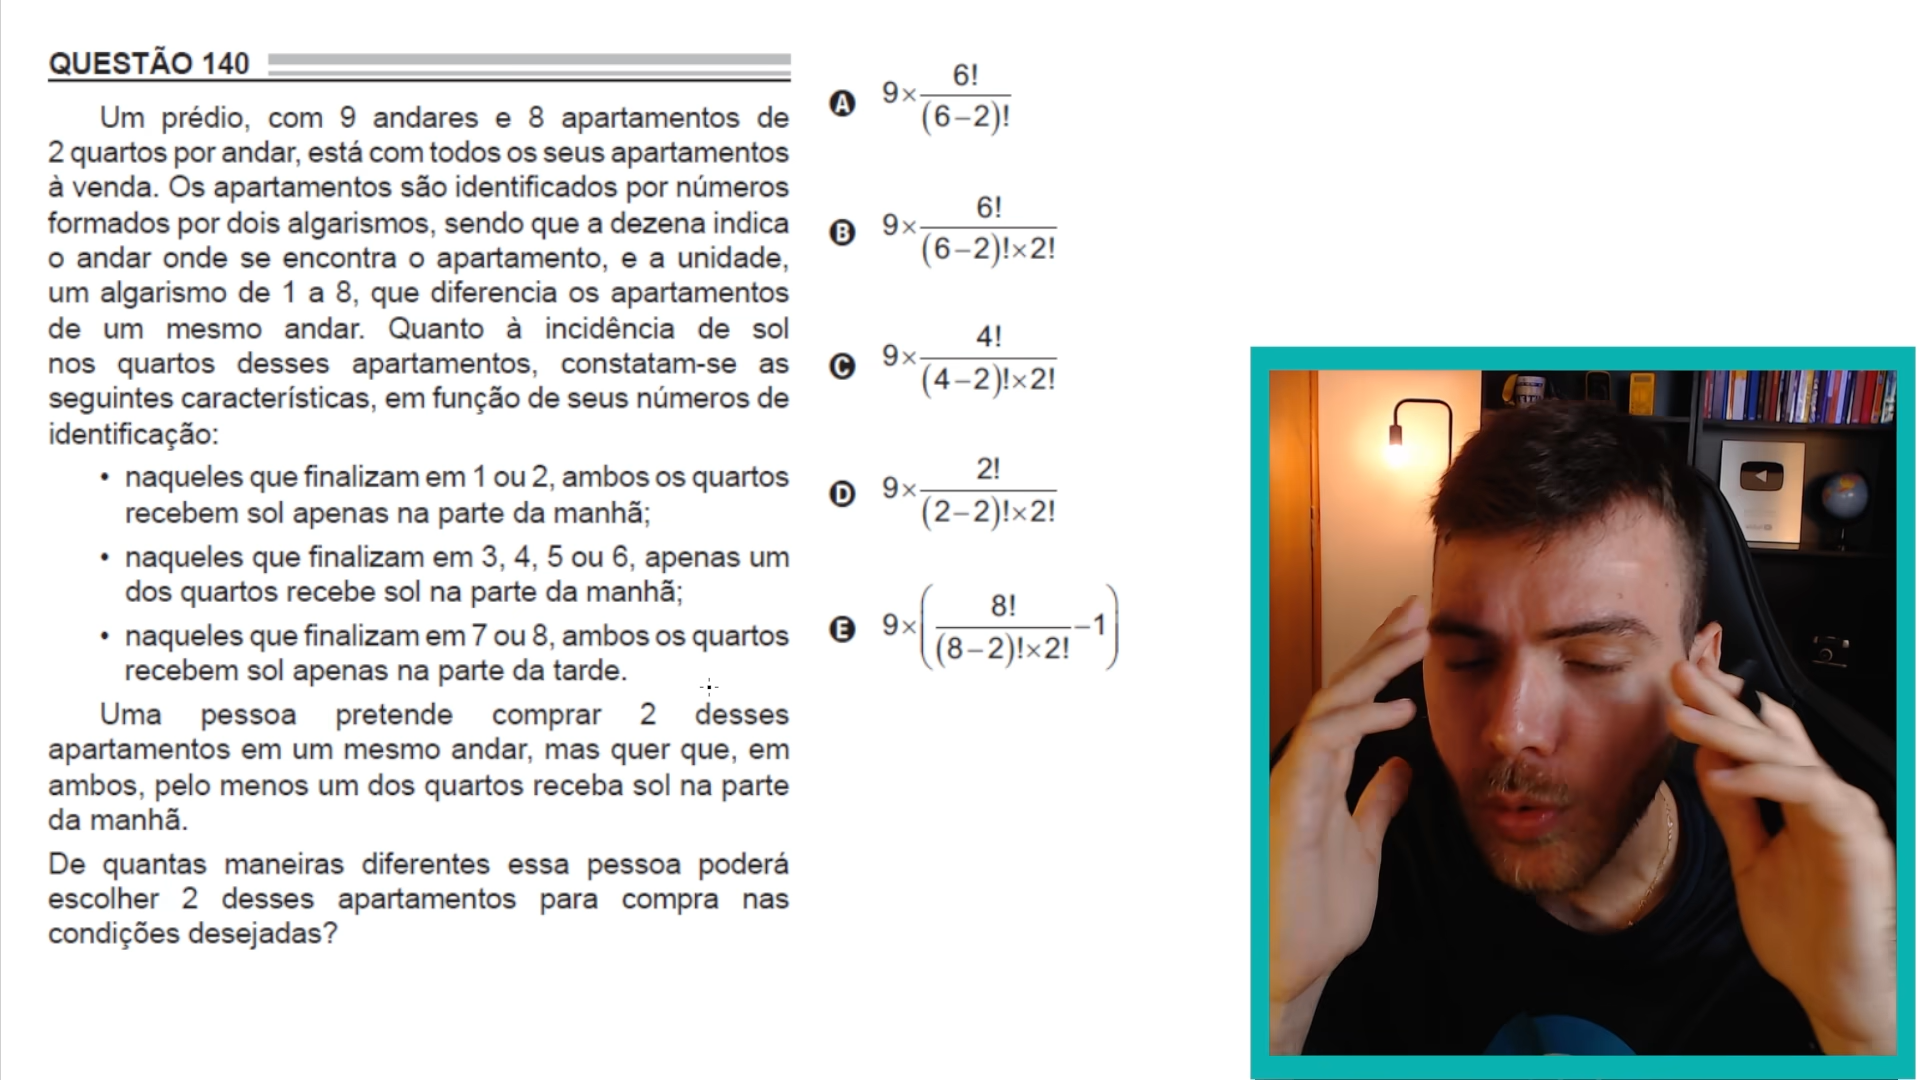 QUESTÃO 140
Um prédio, com 9 andares e 8 apartamentos de
2 quartos por andar, está com todos os seus apartamentos
à venda. Os apartamentos são identificados por números
formados por dois algarismos, sendo que a dezena indica
o andar onde se encontra o apartamento, e a unidade,
um algarismo de 1 a 8, que diferencia os apartamentos
de um mesmo andar. Quanto à incidência de sol
nos quartos desses apartamentos, constatam-se as
seguintes características, em função de seus números de
identificação:
• naqueles que finalizam em 1 ou 2, ambos os quartos
recebem sol apenas na parte da manhã;
• naqueles que finalizam em 3, 4, 5 ou 6, apenas um
dos quartos recebe sol na parte da manhã;
• naqueles que finalizam em 7 ou 8, ambos os quartos
recebem sol apenas na parte da tarde.
Uma pessoa pretende comprar 2 desses
apartamentos em um mesmo andar, mas quer que, em
ambos, pelo menos um dos quartos receba sol na parte
da manhã.
De quantas maneiras diferentes essa pessoa poderá
escolher 2 desses apartamentos para compra nas
condições desejadas?
A 9× 6! / (6−2)!
B 9× 6! / (6−2)!×2!
C 9× 4! / (4−2)!×2!
D 9× 2! / (2−2)!×2!
E 9× ( 8! / (8−2)!×2! −1 )